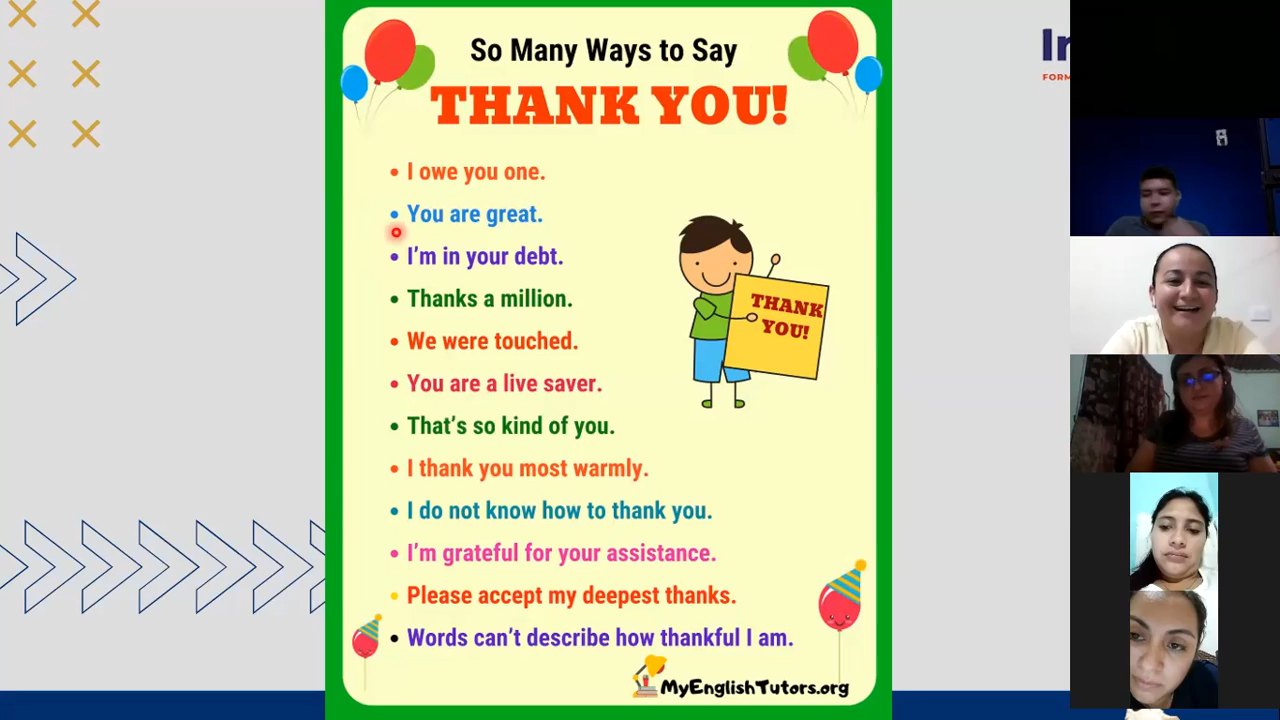 So Many Ways to Say
THANK YOU!
• I owe you one.
• You are great.
• I'm in your debt.
• Thanks a million.
• We were touched.
• You are a live saver.
• That's so kind of you.
• I thank you most warmly.
• I do not know how to thank you.
• I'm grateful for your assistance.
• Please accept my deepest thanks.
• Words can't describe how thankful I am.
THANK
YOU!
MyEnglishTutors.org